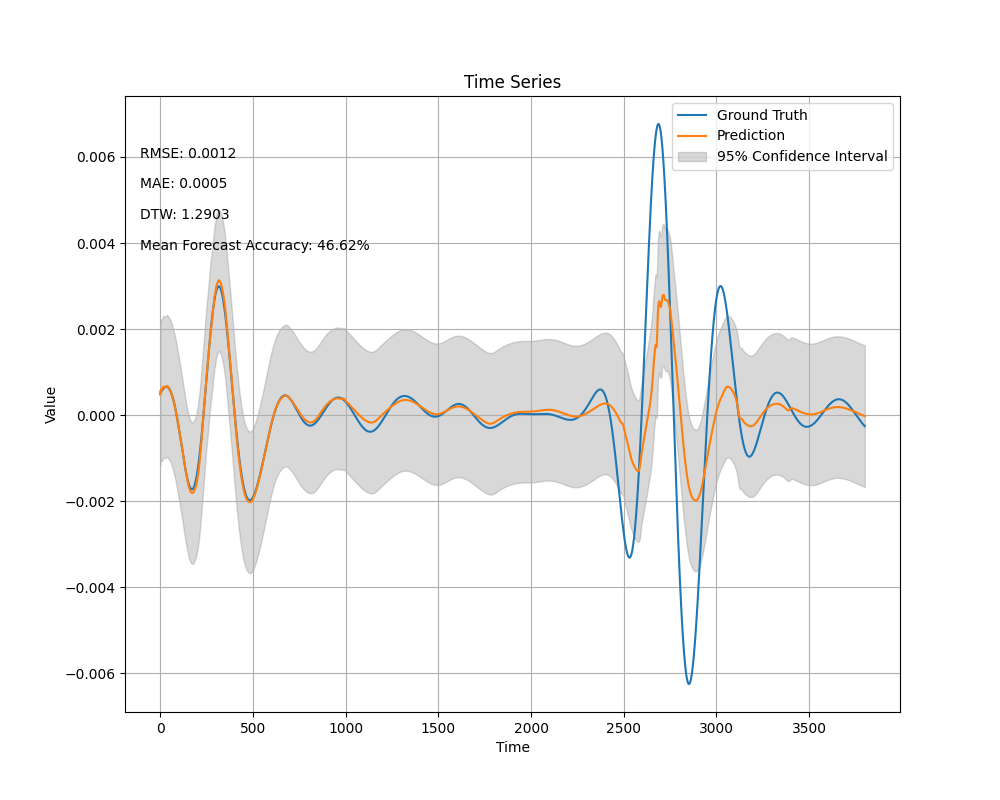 Time Series
Ground Truth
Prediction
95% Confidence Interval
RMSE: 0.0012
MAE: 0.0005
DTW: 1.2903
Mean Forecast Accuracy: 46.62%
0.006
0.004
0.002
0.000
−0.002
−0.004
−0.006
Value
0 500 1000 1500 2000 2500 3000 3500
Time